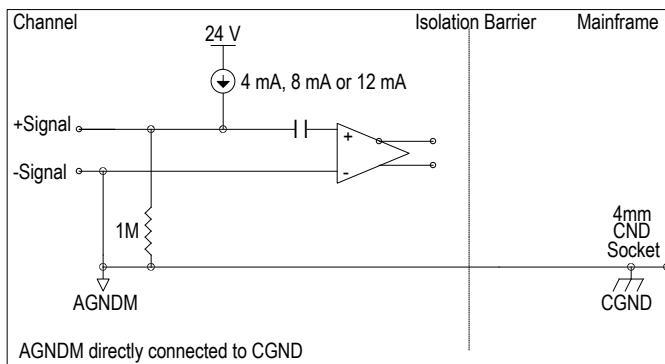 Channel
Isolation Barrier
Mainframe
24 V
4 mA, 8 mA or 12 mA
+Signal
+
-Signal
-
1M
4mm
CND
Socket
AGNDM
CGND
AGNDM directly connected to CGND